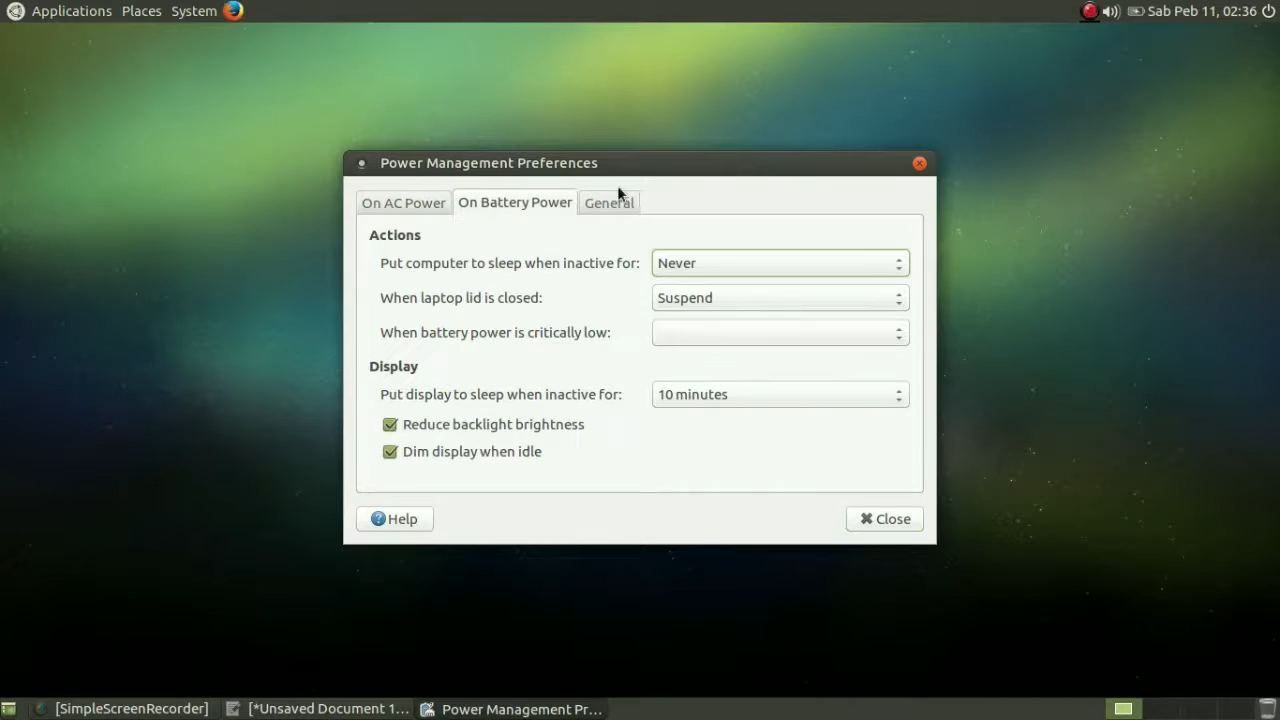 Applications Places System Sab Peb 11, 02:36
Power Management Preferences
On AC Power On Battery Power General
Actions
Put computer to sleep when inactive for: Never
When laptop lid is closed: Suspend
When battery power is critically low:
Display
Put display to sleep when inactive for: 10 minutes
Reduce backlight brightness
Dim display when idle
Help Close
[SimpleScreenRecorder] [*Unsaved Document 1... Power Management Pr...